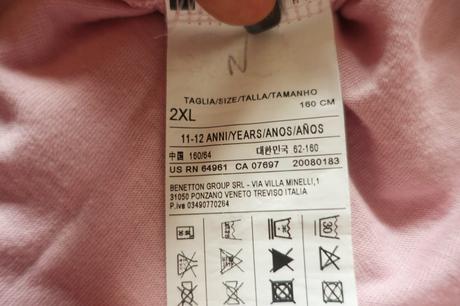 N
TAGLIA/SIZE/TALLA/TAMANHO
2XL 160 CM
11-12 ANNI/YEARS/ANOS/AÑOS
中国 160/64 대한민국 62-160
US RN 64961 CA 07697 20080183
BENETTON GROUP SRL - VIA VILLA MINELLI,1
31050 PONZANO VENETO TREVISO ITALIA
P.iva 03490770264
30